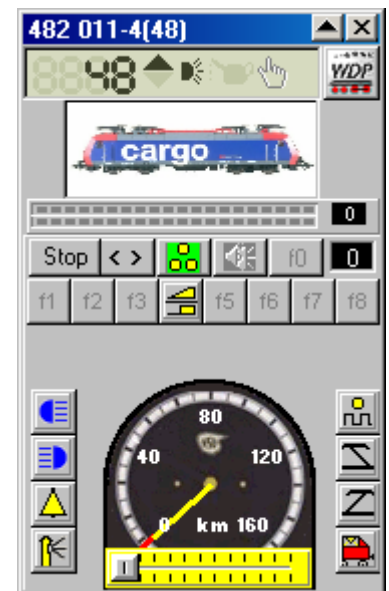 482 011-4(48)
48
WDP
cargo
0
Stop < > f0 0
f1 f2 f3 f5 f6 f7 f8
80
40 120
0 km 160